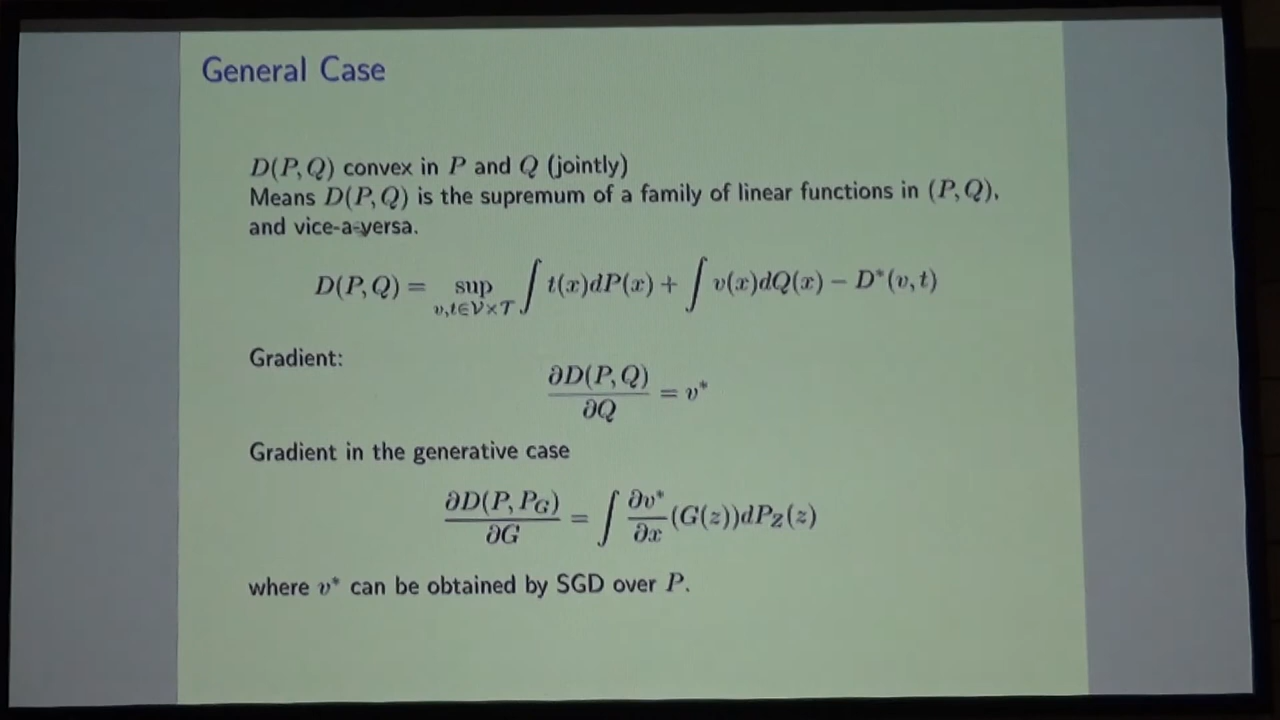 General Case
D(P, Q) convex in P and Q (jointly)
Means D(P, Q) is the supremum of a family of linear functions in (P, Q),
and vice-a-versa.
D(P, Q) = sup_{v,t∈𝒱×𝒯} ∫ t(x)dP(x) + ∫ v(x)dQ(x) − D*(v, t)
Gradient:
∂D(P, Q)/∂Q = v*
Gradient in the generative case
∂D(P, P_G)/∂G = ∫ ∂v*/∂x (G(z))dP_Z(z)
where v* can be obtained by SGD over P.